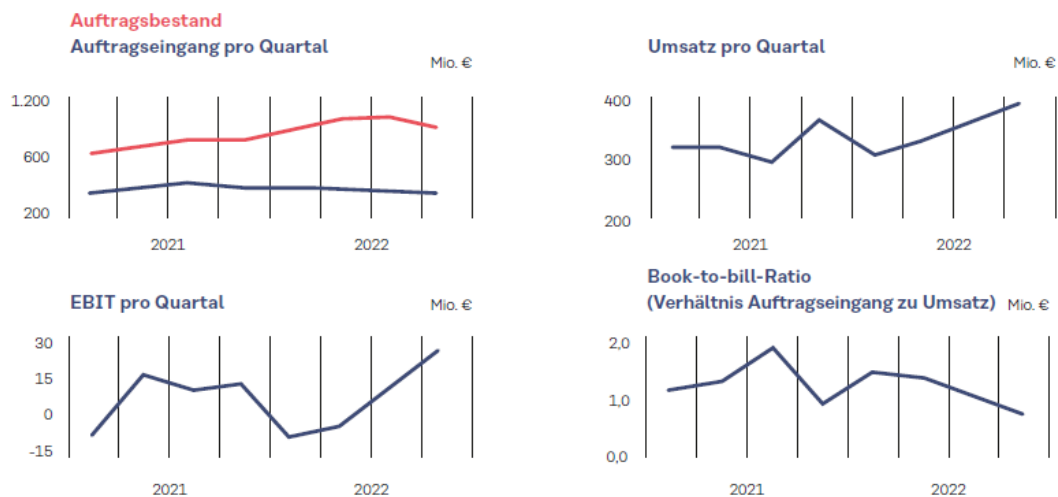 Auftragsbestand
Auftragseingang pro Quartal
Mio. €
1.200
600
200
2021 2022
Umsatz pro Quartal
Mio. €
400
300
200
2021 2022
EBIT pro Quartal
Mio. €
30
15
0
-15
2021 2022
Book-to-bill-Ratio
(Verhältnis Auftragseingang zu Umsatz) Mio. €
2,0
1,0
0,0
2021 2022